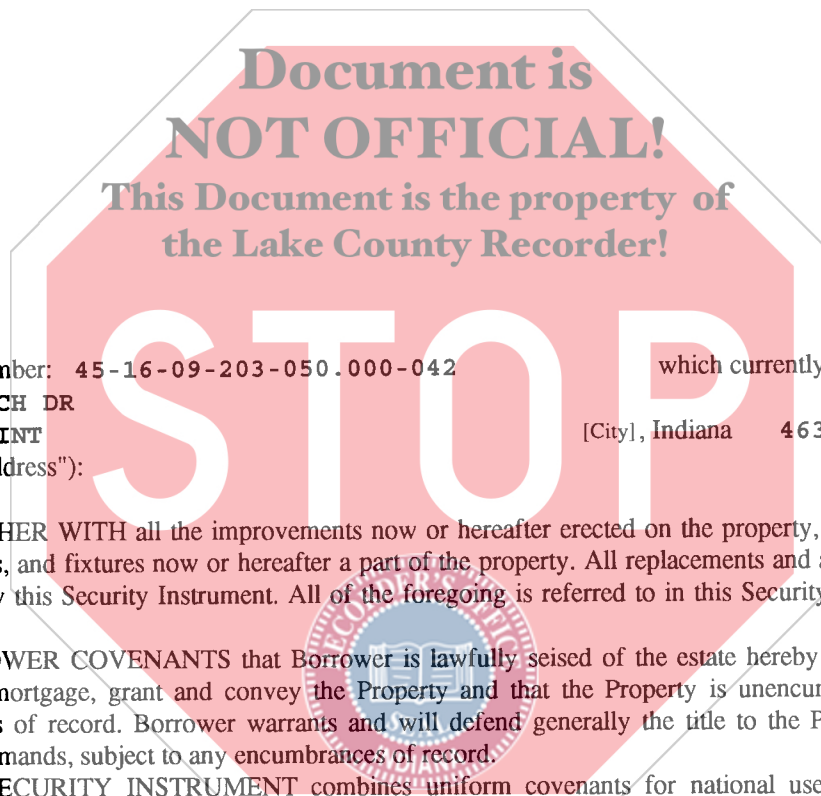 Document is
NOT OFFICIAL!
This Document is the property of
the Lake County Recorder!
STOP
mber: 45-16-09-203-050.000-042 which currently
CH DR
INT [City], Indiana 463
ddress"):
HER WITH all the improvements now or hereafter erected on the property,
s, and fixtures now or hereafter a part of the property. All replacements and a
y this Security Instrument. All of the foregoing is referred to in this Security
OWER COVENANTS that Borrower is lawfully seised of the estate hereby
mortgage, grant and convey the Property and that the Property is unencum
s of record. Borrower warrants and will defend generally the title to the P
mands, subject to any encumbrances of record.
ECURITY INSTRUMENT combines uniform covenants for national use
RECORDER'S OFFICE
SEAL
INDIANA